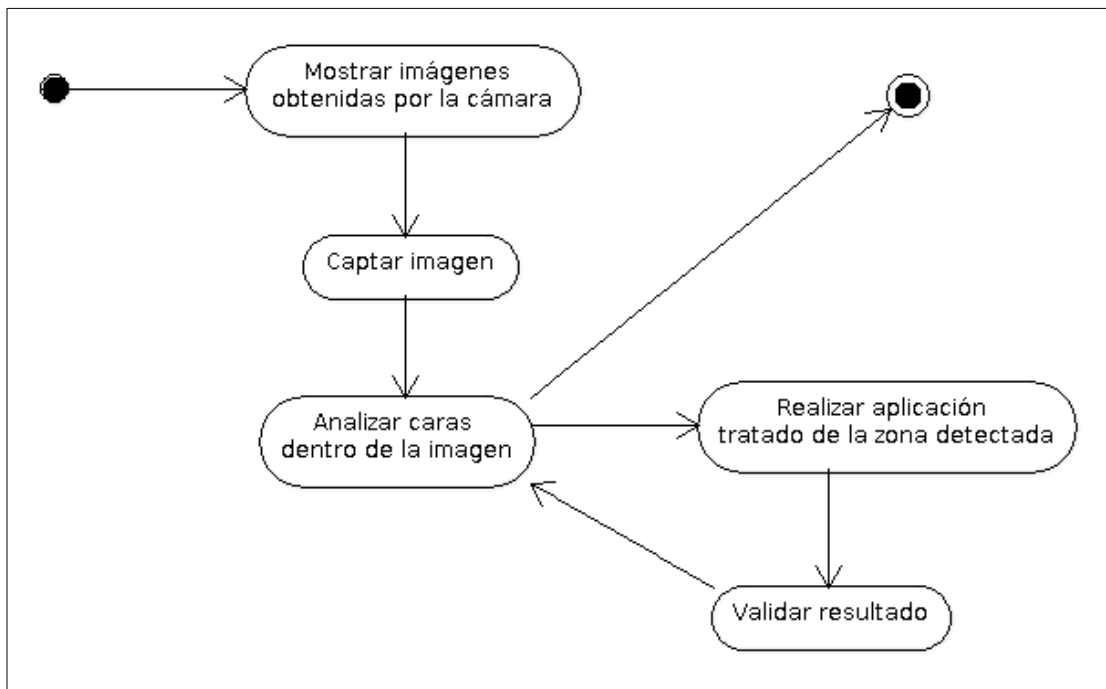 Mostrar imágenes
obtenidas por la cámara
Captar imagen
Analizar caras
dentro de la imagen
Realizar aplicación
tratado de la zona detectada
Validar resultado